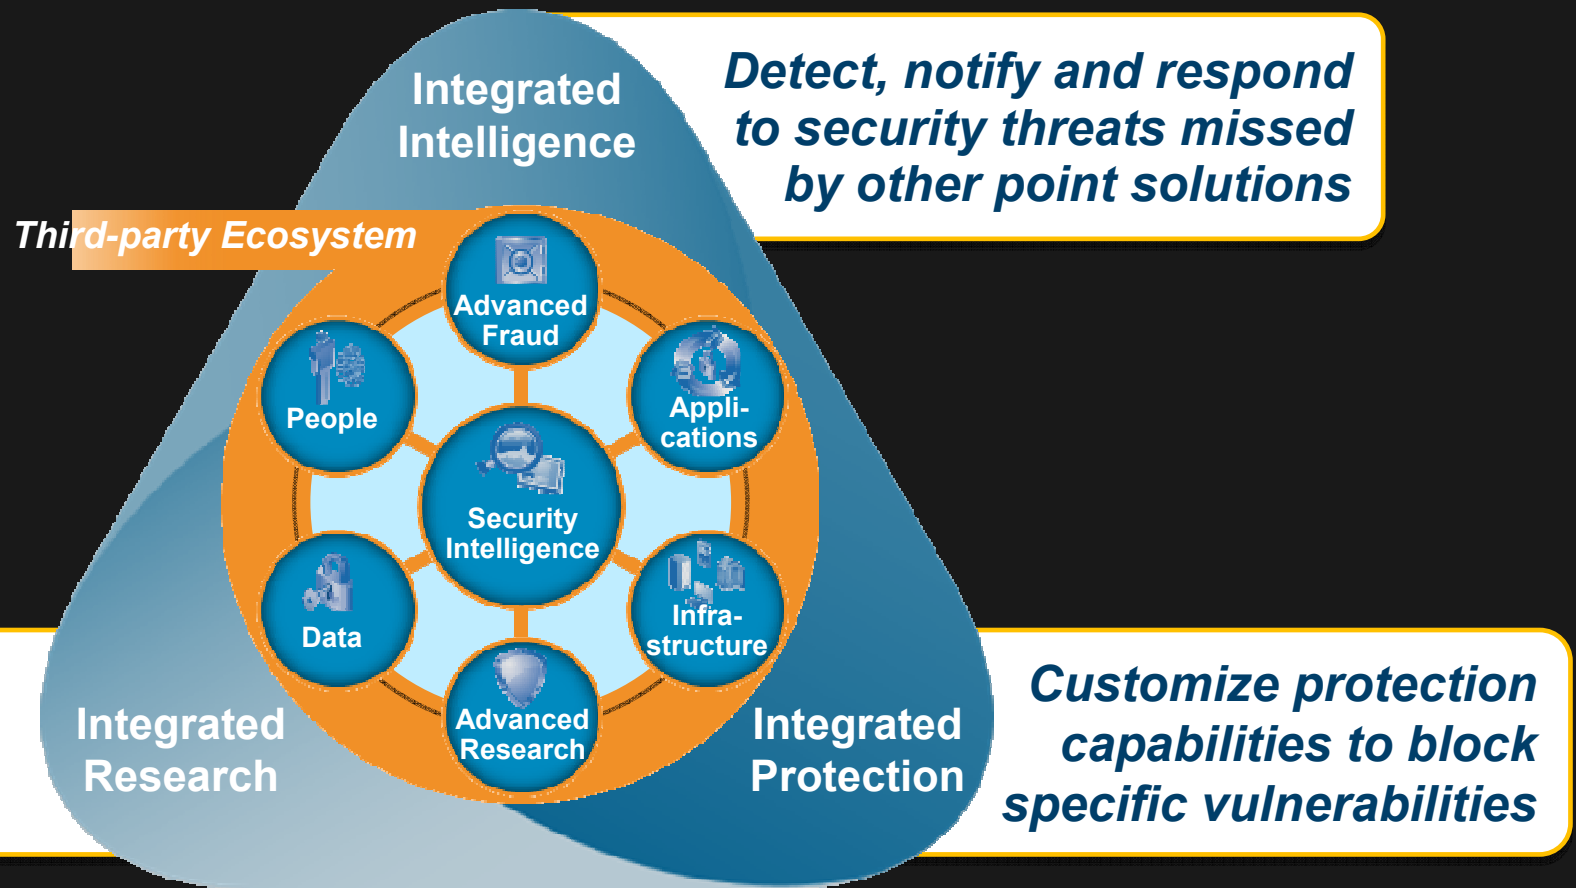 Integrated
Intelligence
Detect, notify and respond
to security threats missed
by other point solutions
Third-party Ecosystem
Advanced
Fraud
People
Appli-
cations
Security
Intelligence
Data
Infra-
structure
Advanced
Research
Integrated
Research
Integrated
Protection
Customize protection
capabilities to block
specific vulnerabilities